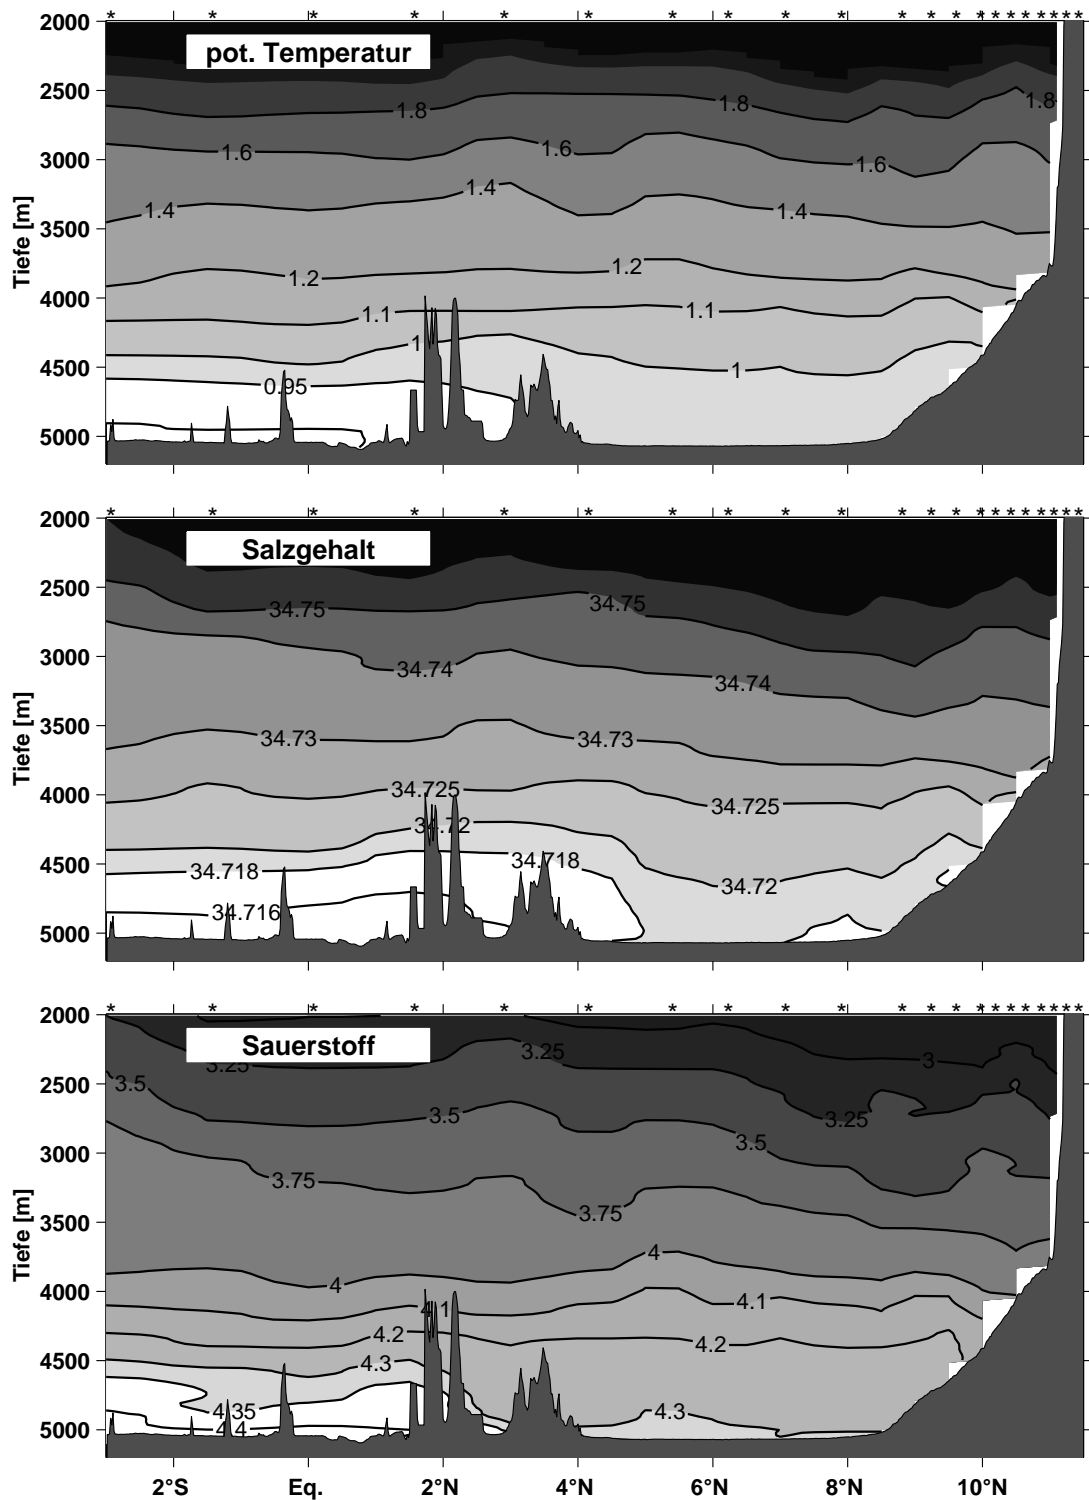 * * * * * * * * * * * * * * * * * * *
2000
pot. Temperatur
2500
1.8 1.8 1.8
3000
1.6 1.6 1.6
1.4 1.4 1.4
3500
Tiefe [m]
1.2 1.2
4000
1.1 1.1
1 1
4500
0.95
5000
* * * * * * * * * * * * * * * * * * *
2000
Salzgehalt
2500
34.75 34.75
3000
34.74 34.74
3500
Tiefe [m]
34.73 34.73
4000
34.725 34.725
34.72
4500
34.718 34.718
34.72
34.716
5000
* * * * * * * * * * * * * * * * * * *
2000
Sauerstoff
3.25 3.25 3
2500
3.5 3.5 3.25
3.5
3000
3.75 3.75
3500
Tiefe [m]
4 4
4000
4.1 4.1
4.2 4.2
4500
4.3
4.35 4.3
4.4
5000
2°S Eq. 2°N 4°N 6°N 8°N 10°N